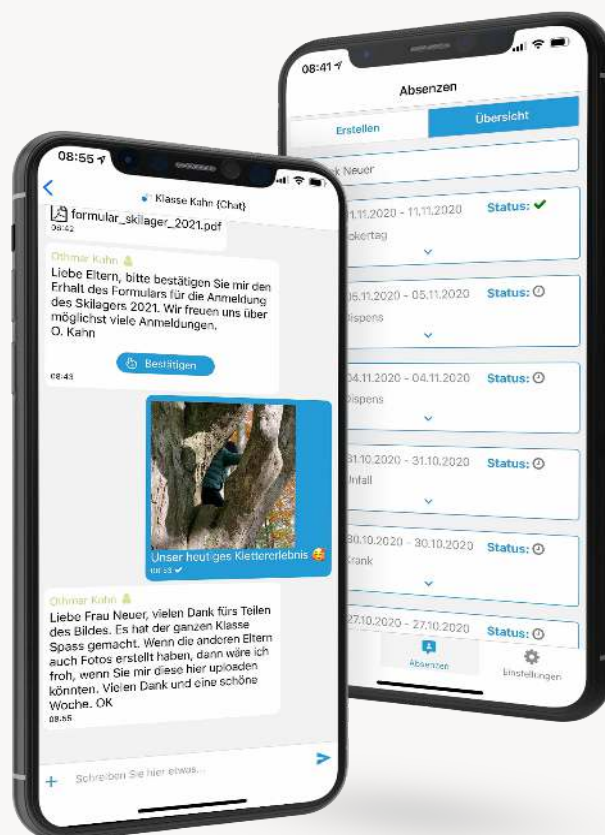 08:55
Klasse Kahn {Chat}
formular_skilager_2021.pdf
08:42
Othmar Kahn
Liebe Eltern, bitte bestätigen Sie mir den
Erhalt des Formulars für die Anmeldung
des Skilagers 2021. Wir freuen uns über
möglichst viele Anmeldungen.
O. Kahn
Bestätigen
08:43
Unser heutiges Klettererlebnis 🥰
08:53
Othmar Kahn
Liebe Frau Neuer, vielen Dank fürs Teilen
des Bildes. Es hat der ganzen Klasse
Spass gemacht. Wenn die anderen Eltern
auch Fotos erstellt haben, dann wäre ich
froh, wenn Sie mir diese hier uploaden
könnten. Vielen Dank und eine schöne
Woche. OK
08:55
Schreiben Sie hier etwas...
08:41
Absenzen
Erstellen
Übersicht
k Neuer
11.11.2020 - 11.11.2020 Status:
okertag
05.11.2020 - 05.11.2020 Status:
Dispens
04.11.2020 - 04.11.2020 Status:
Dispens
31.10.2020 - 31.10.2020 Status:
Unfall
30.10.2020 - 30.10.2020 Status:
Krank
27.10.2020 - 27.10.2020 Status:
Absenzen
Einstellungen